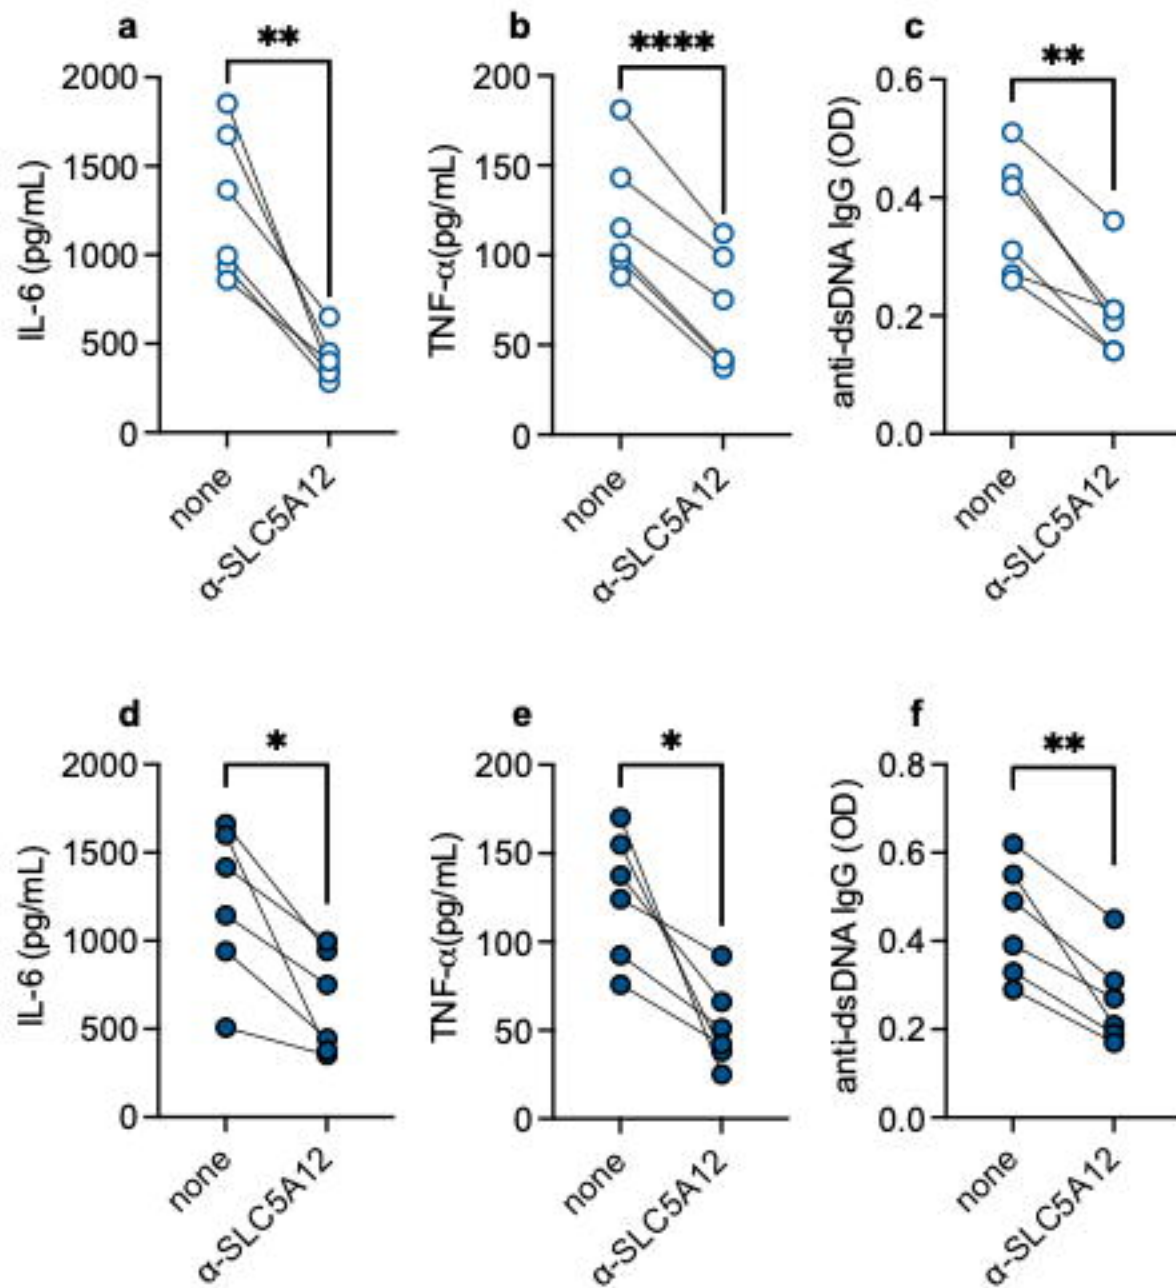 a
**
IL-6 (pg/mL)
2000
1500
1000
500
0
none
α-SLC5A12
b
****
TNF-α(pg/mL)
200
150
100
50
0
none
α-SLC5A12
c
**
anti-dsDNA IgG (OD)
0.6
0.4
0.2
0.0
none
α-SLC5A12
d
*
IL-6 (pg/mL)
2000
1500
1000
500
0
none
α-SLC5A12
e
*
TNF-α(pg/mL)
200
150
100
50
0
none
α-SLC5A12
f
**
anti-dsDNA IgG (OD)
0.8
0.6
0.4
0.2
0.0
none
α-SLC5A12